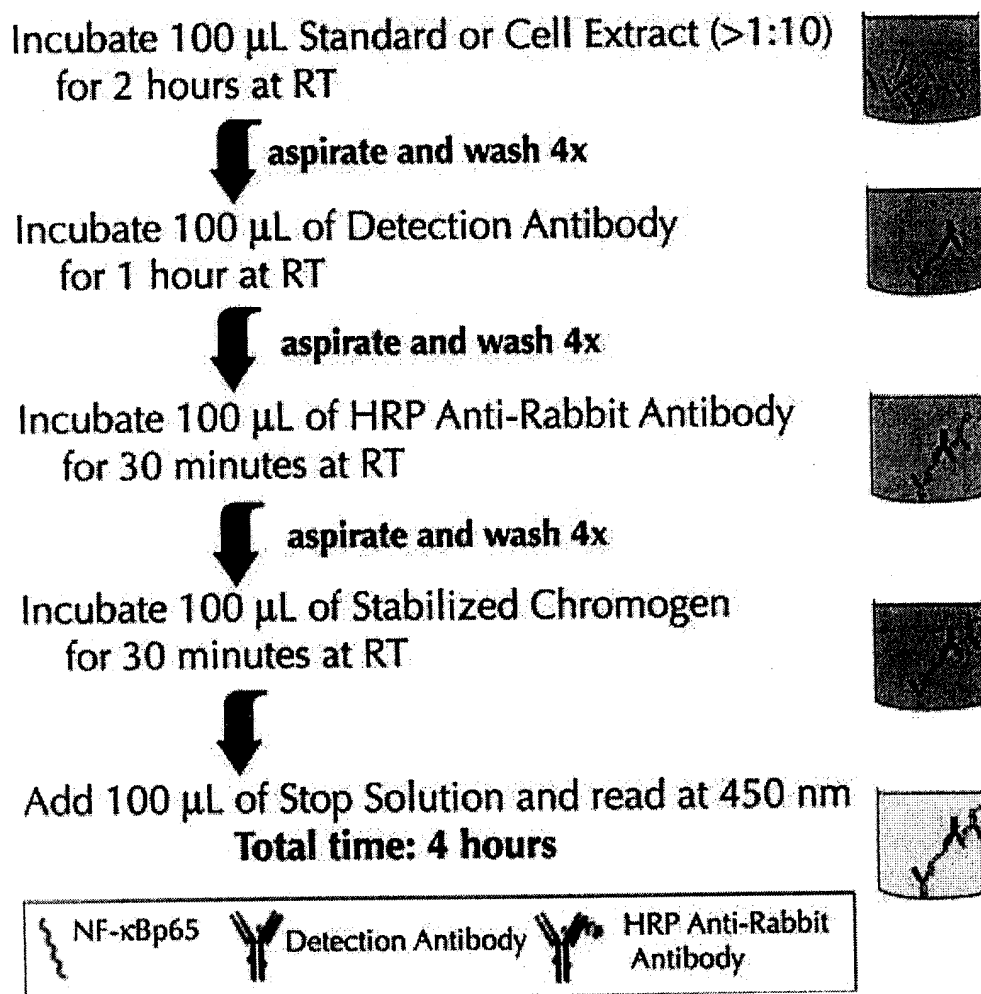 Incubate 100 µL Standard or Cell Extract (>1:10)
for 2 hours at RT
aspirate and wash 4x
Incubate 100 µL of Detection Antibody
for 1 hour at RT
aspirate and wash 4x
Incubate 100 µL of HRP Anti-Rabbit Antibody
for 30 minutes at RT
aspirate and wash 4x
Incubate 100 µL of Stabilized Chromogen
for 30 minutes at RT
Add 100 µL of Stop Solution and read at 450 nm
Total time: 4 hours
NF-κBp65
Detection Antibody
HRP Anti-Rabbit
Antibody